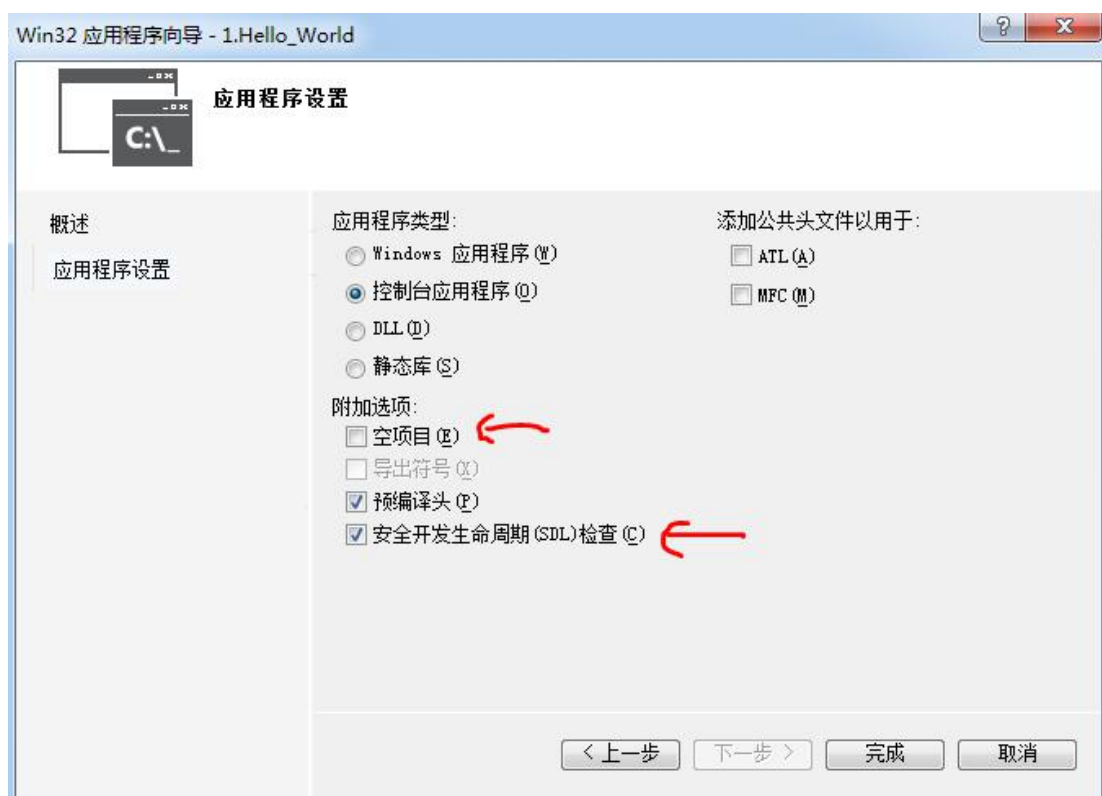 Win32 应用程序向导 - 1.Hello_World
C:\_
应用程序设置
概述
应用程序设置
应用程序类型:
Windows 应用程序(W)
控制台应用程序(O)
DLL(D)
静态库(S)
附加选项:
空项目(E)
导出符号(X)
预编译头(P)
安全开发生命周期(SDL)检查(C)
添加公共头文件以用于:
ATL(A)
MFC(M)
< 上一步
下一步 >
完成
取消